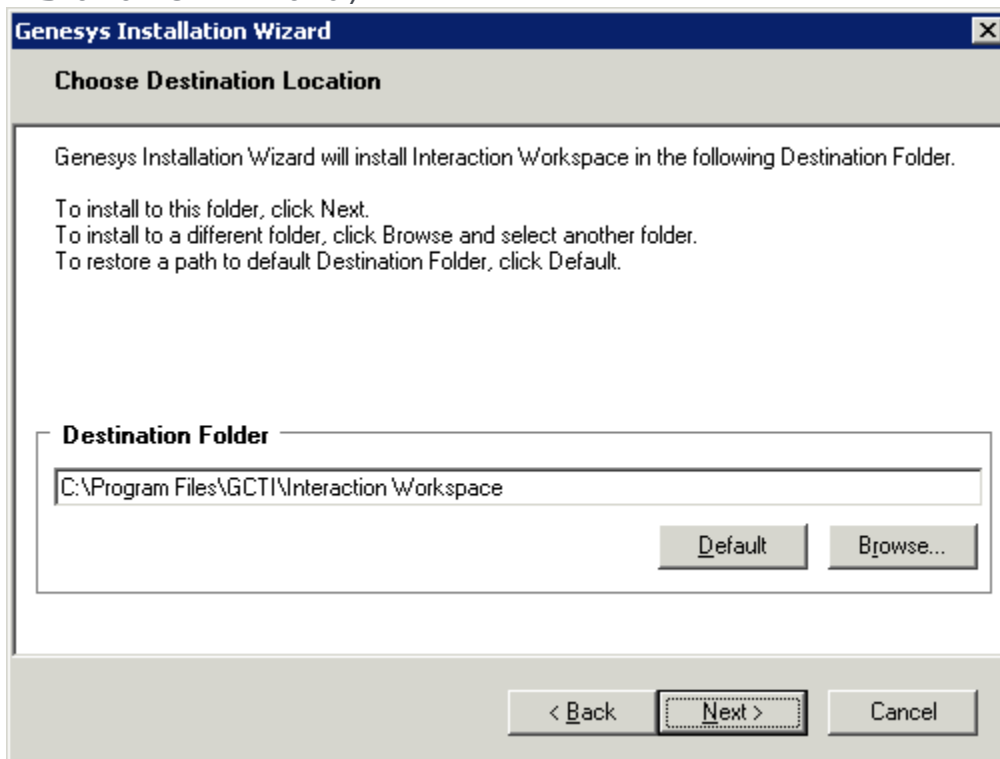 Genesys Installation Wizard
Choose Destination Location
Genesys Installation Wizard will install Interaction Workspace in the following Destination Folder.
To install to this folder, click Next.
To install to a different folder, click Browse and select another folder.
To restore a path to default Destination Folder, click Default.
Destination Folder
C:\Program Files\GCTI\Interaction Workspace
Default Browse...
< Back Next > Cancel